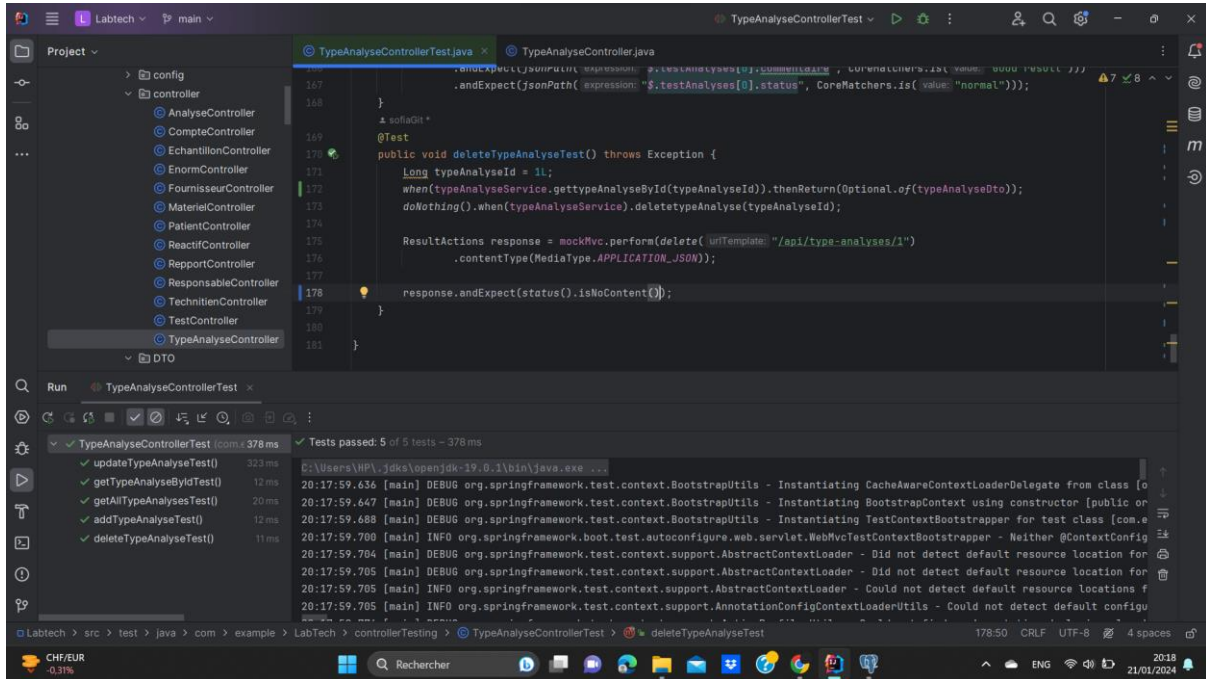 L Labtech main TypeAnalyseControllerTest
Project
TypeAnalyseControllerTest.java × TypeAnalyseController.java
config
controller
AnalyseController
CompteController
EchantillonController
EnormController
FournisseurController
MaterielController
PatientController
ReactifController
RepportController
ResponsableController
TechnitienController
TestController
TypeAnalyseController
DTO
7 8
167 .andExpect(jsonPath( expression: "$.testAnalyses[0].status", CoreMatchers.is( value: "normal")));
168 }
sofiaGit *
169 @Test
170 public void deleteTypeAnalyseTest() throws Exception {
171 Long typeAnalyseId = 1L;
172 when(typeAnalyseService.gettypeAnalyseById(typeAnalyseId)).thenReturn(Optional.of(typeAnalyseDto));
173 doNothing().when(typeAnalyseService).deletetypeAnalyse(typeAnalyseId);
174
175 ResultActions response = mockMvc.perform(delete( urlTemplate: "/api/type-analyses/1")
176 .contentType(MediaType.APPLICATION_JSON));
177
178 response.andExpect(status().isNoContent());
179 }
180
181 }
Run TypeAnalyseControllerTest ×
TypeAnalyseControllerTest (com.e 378 ms
updateTypeAnalyseTest() 323 ms
getTypeAnalyseByIdTest() 12 ms
getAllTypeAnalysesTest() 20 ms
addTypeAnalyseTest() 12 ms
deleteTypeAnalyseTest() 11 ms
Tests passed: 5 of 5 tests – 378 ms
C:\Users\HP\.jdks\openjdk-19.0.1\bin\java.exe ...
20:17:59.636 [main] DEBUG org.springframework.test.context.BootstrapUtils - Instantiating CacheAwareContextLoaderDelegate from class [o
20:17:59.647 [main] DEBUG org.springframework.test.context.BootstrapUtils - Instantiating BootstrapContext using constructor [public or
20:17:59.688 [main] DEBUG org.springframework.test.context.BootstrapUtils - Instantiating TestContextBootstrapper for test class [com.e
20:17:59.700 [main] INFO org.springframework.boot.test.autoconfigure.web.servlet.WebMvcTestContextBootstrapper - Neither @ContextConfig
20:17:59.704 [main] DEBUG org.springframework.test.context.support.AbstractContextLoader - Did not detect default resource location for
20:17:59.705 [main] DEBUG org.springframework.test.context.support.AbstractContextLoader - Did not detect default resource location for
20:17:59.705 [main] INFO org.springframework.test.context.support.AbstractContextLoader - Could not detect default resource locations f
20:17:59.705 [main] INFO org.springframework.test.context.support.AnnotationConfigContextLoaderUtils - Could not detect default configu
Labtech > src > test > java > com > example > LabTech > controllerTesting > TypeAnalyseControllerTest > deleteTypeAnalyseTest 178:50 CRLF UTF-8 4 spaces
CHF/EUR
-0,31%
Rechercher
ENG
20:18
21/01/2024